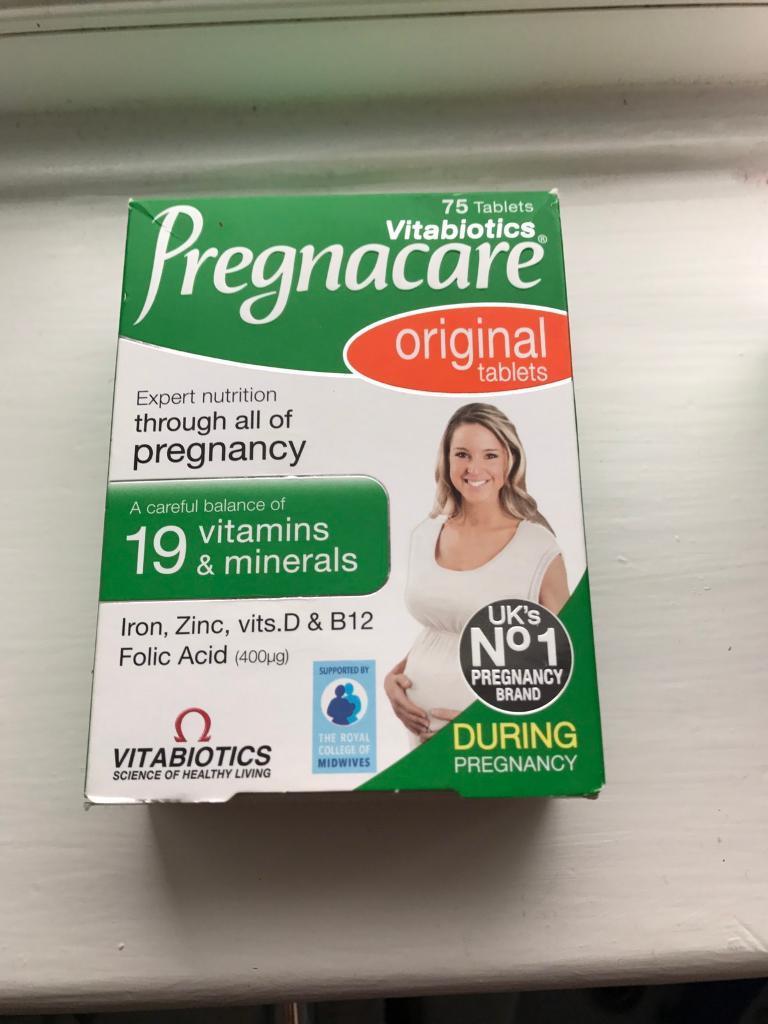 75 Tablets
Vitabiotics
Pregnacare®
original
tablets
Expert nutrition
through all of
pregnancy
A careful balance of
19 vitamins
& minerals
Iron, Zinc, vits.D & B12
Folic Acid (400µg)
SUPPORTED BY
THE ROYAL
COLLEGE OF
MIDWIVES
UK's
No1
PREGNANCY
BRAND
VITABIOTICS
SCIENCE OF HEALTHY LIVING
DURING
PREGNANCY